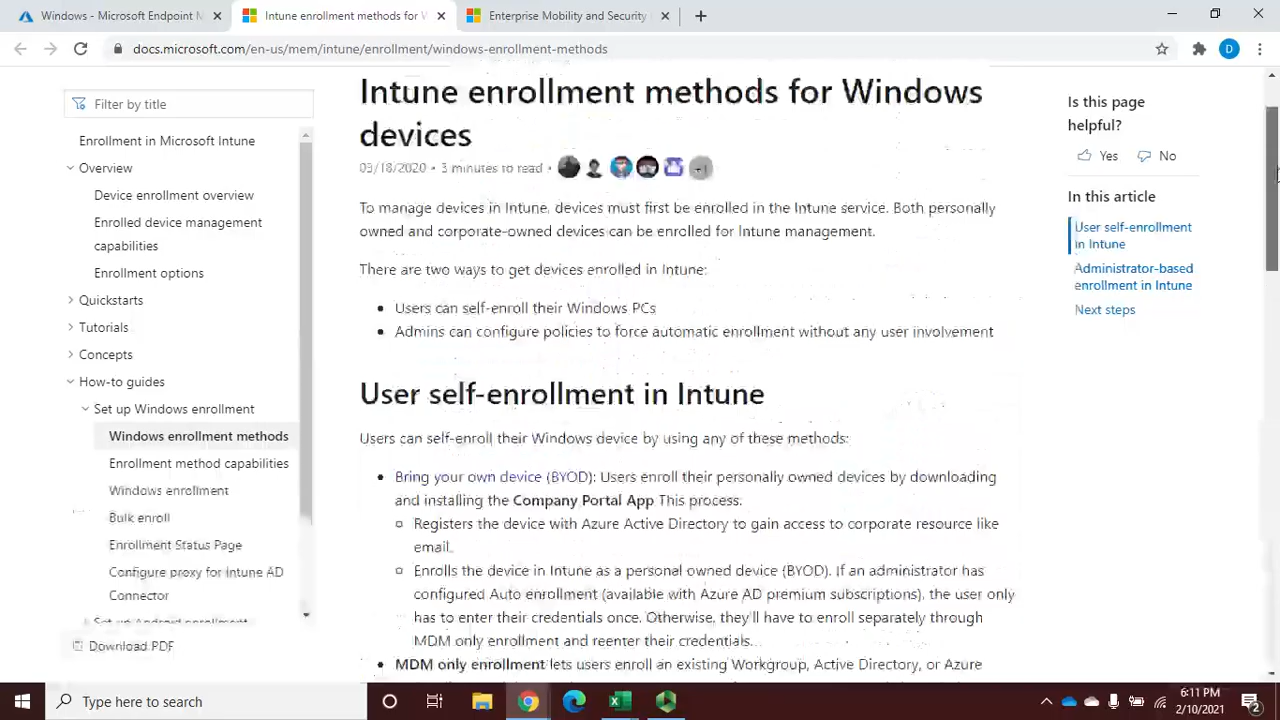 Windows - Microsoft Endpoint M
Intune enrollment methods for W
Enterprise Mobility and Security
docs.microsoft.com/en-us/mem/intune/enrollment/windows-enrollment-methods
D
Filter by title
Enrollment in Microsoft Intune
Overview
Device enrollment overview
Enrolled device management
capabilities
Enrollment options
Quickstarts
Tutorials
Concepts
How-to guides
Set up Windows enrollment
Windows enrollment methods
Enrollment method capabilities
Windows enrollment
Bulk enroll
Enrollment Status Page
Configure proxy for Intune AD
Connector
Set up Android enrollment
Download PDF
Intune enrollment methods for Windows
devices
03/18/2020 • 3 minutes to read •
+1
To manage devices in Intune, devices must first be enrolled in the Intune service. Both personally
owned and corporate-owned devices can be enrolled for Intune management.
There are two ways to get devices enrolled in Intune:
• Users can self-enroll their Windows PCs
• Admins can configure policies to force automatic enrollment without any user involvement
User self-enrollment in Intune
Users can self-enroll their Windows device by using any of these methods:
• Bring your own device (BYOD): Users enroll their personally owned devices by downloading
and installing the Company Portal App This process.
Registers the device with Azure Active Directory to gain access to corporate resource like
email.
Enrolls the device in Intune as a personal owned device (BYOD). If an administrator has
configured Auto enrollment (available with Azure AD premium subscriptions), the user only
has to enter their credentials once. Otherwise, they'll have to enroll separately through
MDM only enrollment and reenter their credentials.
• MDM only enrollment lets users enroll an existing Workgroup, Active Directory, or Azure
Is this page
helpful?
Yes
No
In this article
User self-enrollment
in Intune
Administrator-based
enrollment in Intune
Next steps
Type here to search
6:11 PM
2/10/2021
2